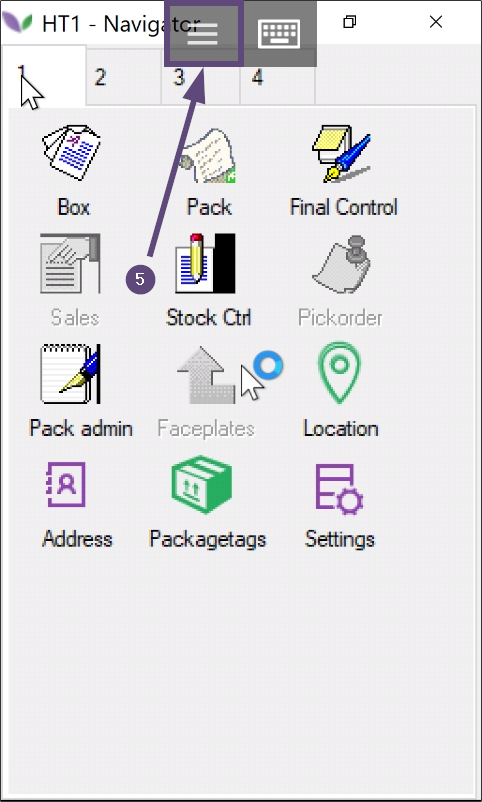 HT1 - Navigator
1 2 3 4
Box Pack Final Control
5
Sales Stock Ctrl Pickorder
Pack admin Faceplates Location
Address Packagetags Settings